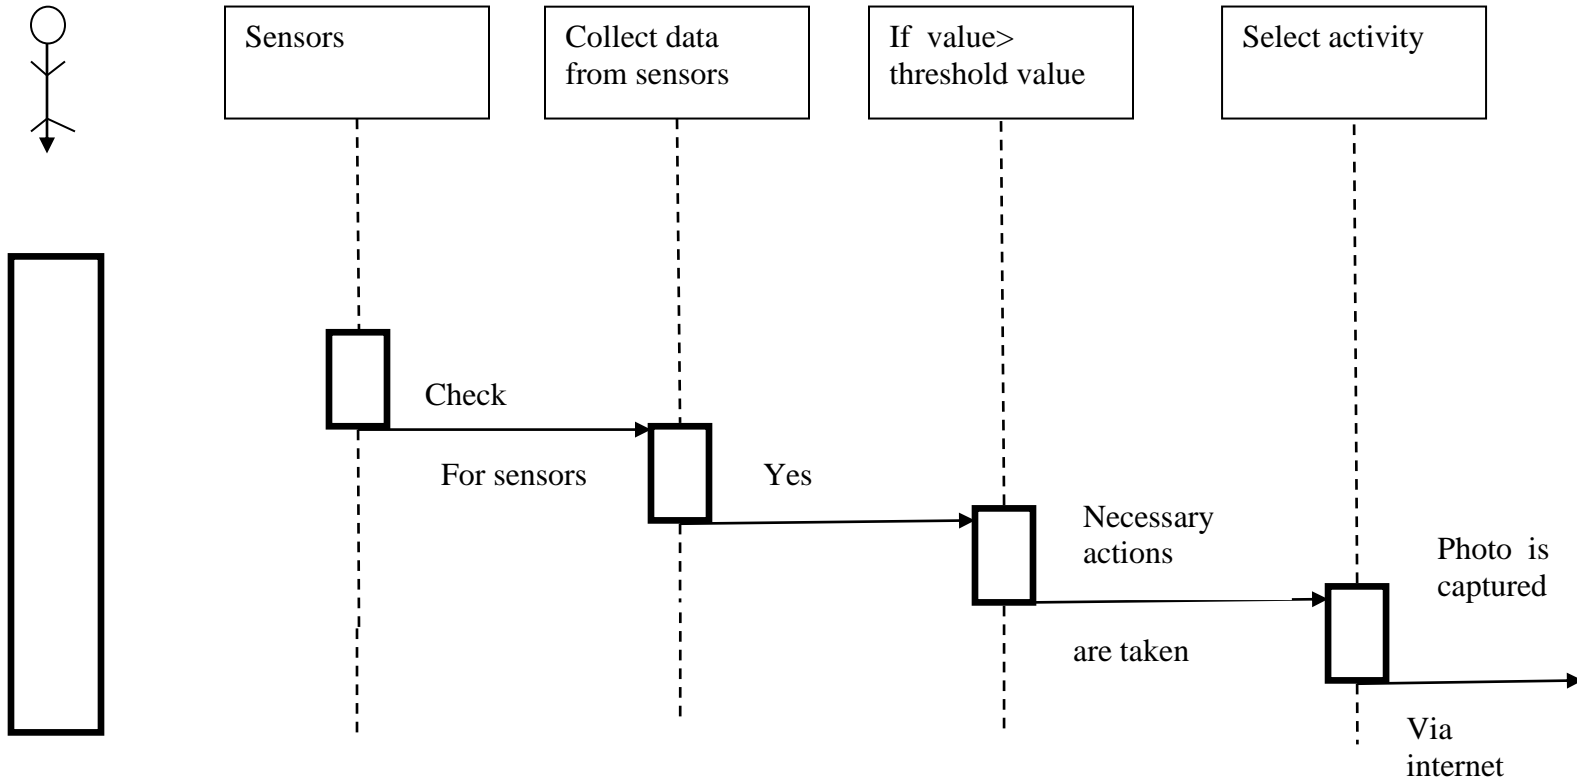 Sensors
Collect data
from sensors
If value>
threshold value
Select activity
Check
For sensors
Yes
Necessary
actions
are taken
Photo is
captured
Via
internet